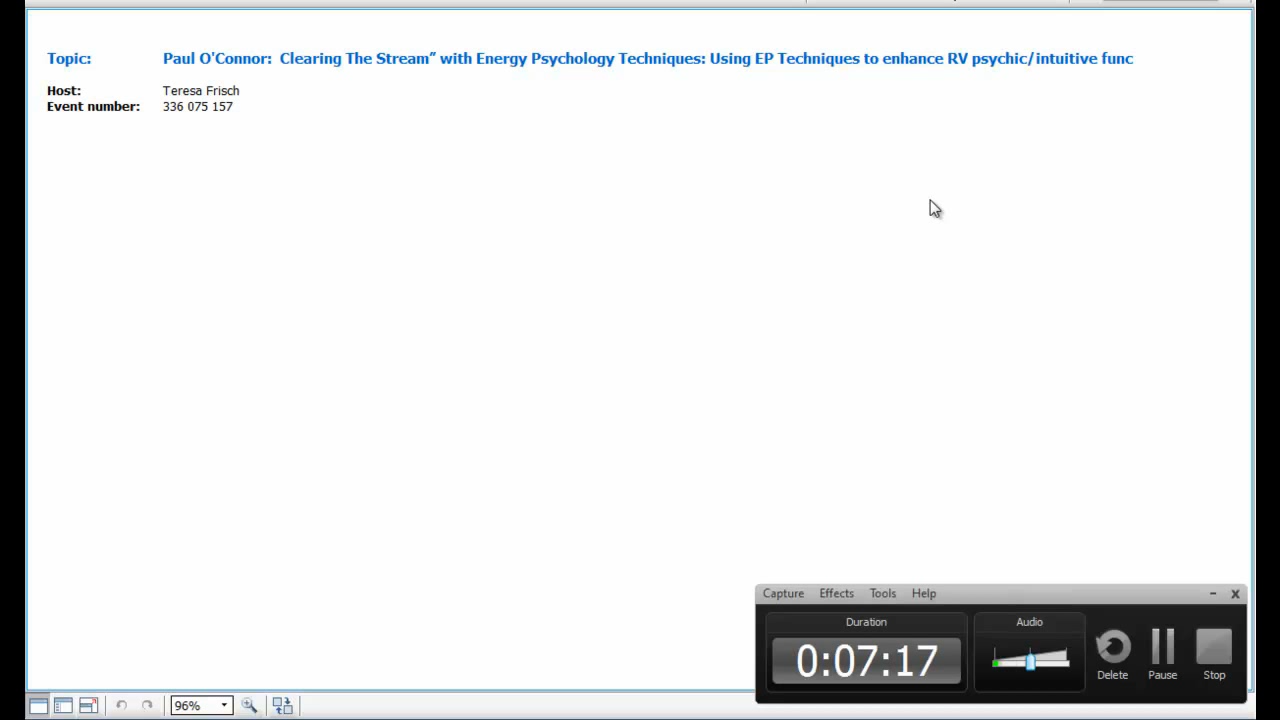 Topic: Paul O'Connor: Clearing The Stream” with Energy Psychology Techniques: Using EP Techniques to enhance RV psychic/intuitive func
Host: Teresa Frisch
Event number: 336 075 157
Capture Effects Tools Help
Duration Audio
0:07:17
Delete Pause Stop
96%